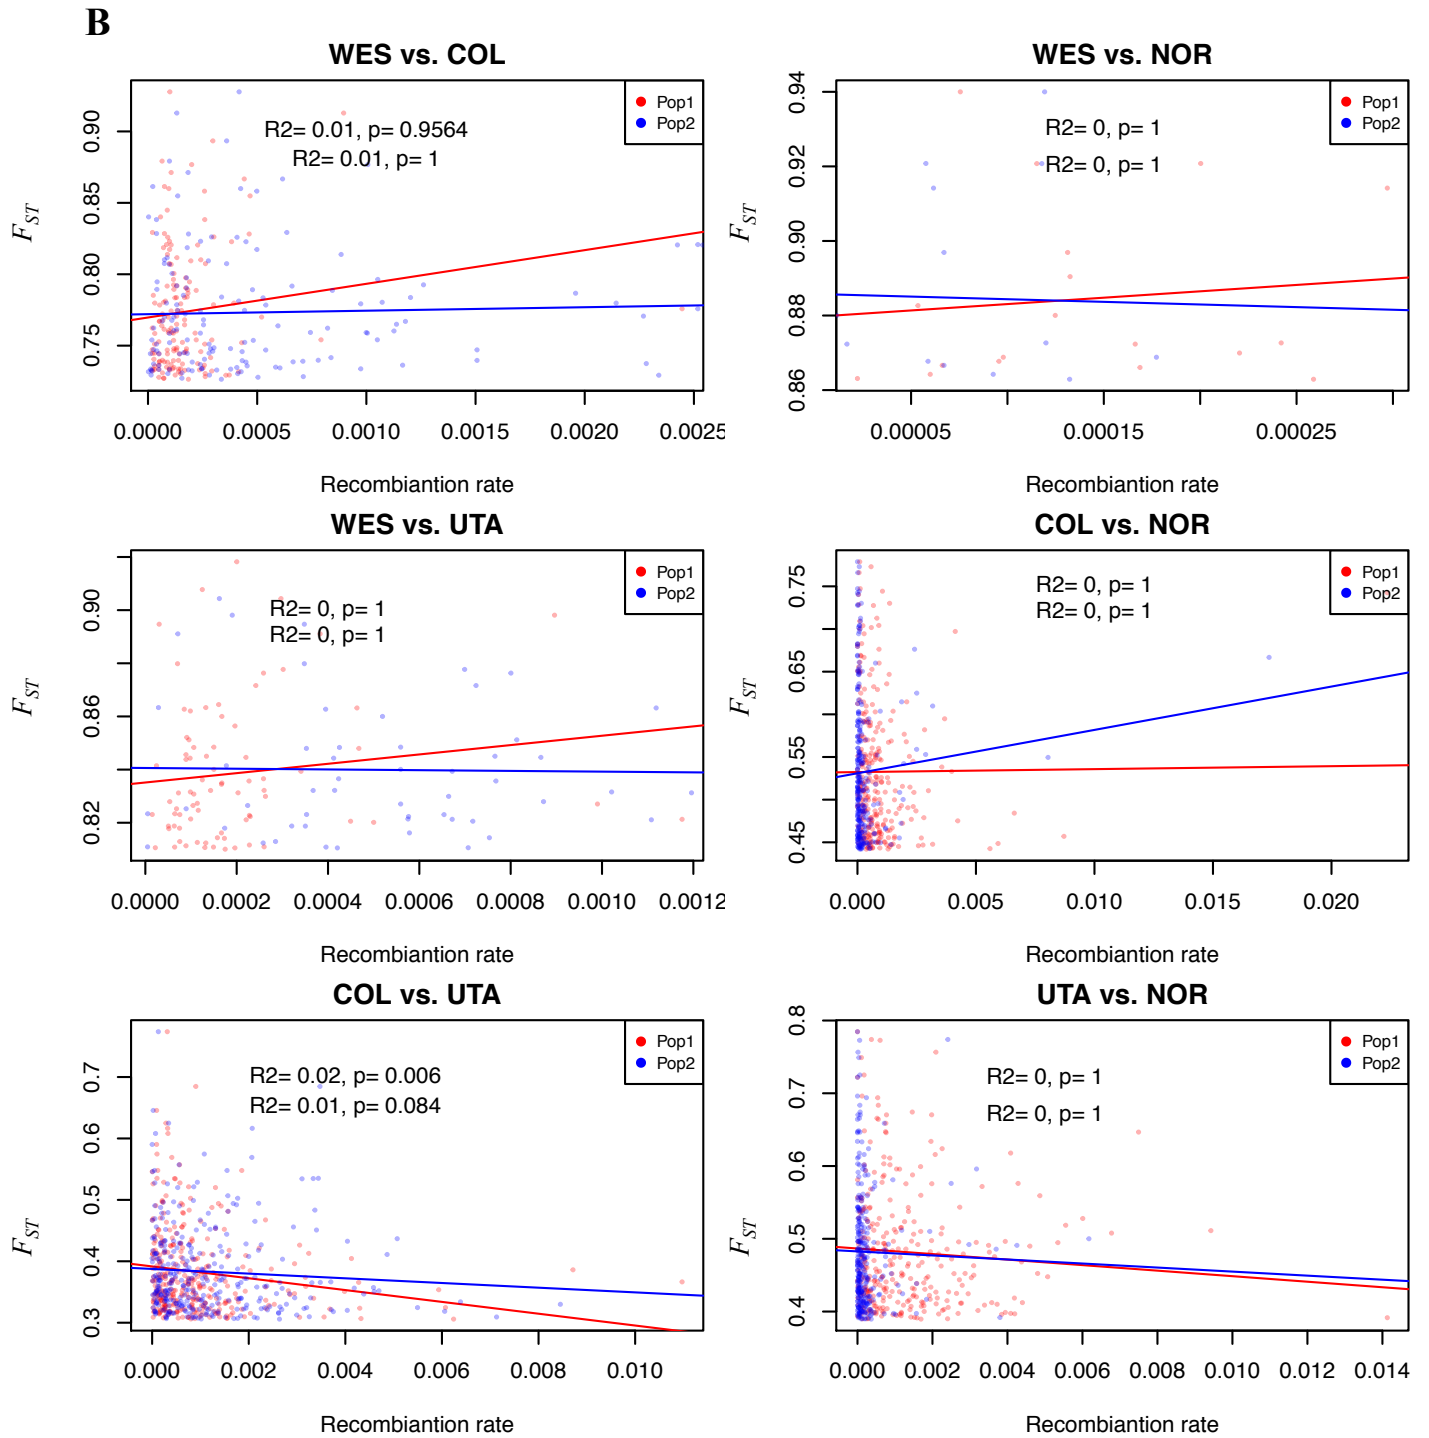 B
WES vs. COL
Pop1
Pop2
R2= 0.01, p= 0.9564
R2= 0.01, p= 1
F_ST
0.90
0.85
0.80
0.75
0.0000 0.0005 0.0010 0.0015 0.0020 0.0025
Recombiantion rate
WES vs. NOR
Pop1
Pop2
R2= 0, p= 1
R2= 0, p= 1
F_ST
0.94
0.92
0.90
0.88
0.86
0.00005 0.00015 0.00025
Recombiantion rate
WES vs. UTA
Pop1
Pop2
R2= 0, p= 1
R2= 0, p= 1
F_ST
0.90
0.86
0.82
0.0000 0.0002 0.0004 0.0006 0.0008 0.0010 0.0012
Recombiantion rate
COL vs. NOR
Pop1
Pop2
R2= 0, p= 1
R2= 0, p= 1
F_ST
0.75
0.65
0.55
0.45
0.000 0.005 0.010 0.015 0.020
Recombiantion rate
COL vs. UTA
Pop1
Pop2
R2= 0.02, p= 0.006
R2= 0.01, p= 0.084
F_ST
0.7
0.6
0.5
0.4
0.3
0.000 0.002 0.004 0.006 0.008 0.010
Recombiantion rate
UTA vs. NOR
Pop1
Pop2
R2= 0, p= 1
R2= 0, p= 1
F_ST
0.8
0.7
0.6
0.5
0.4
0.000 0.002 0.004 0.006 0.008 0.010 0.012 0.014
Recombiantion rate